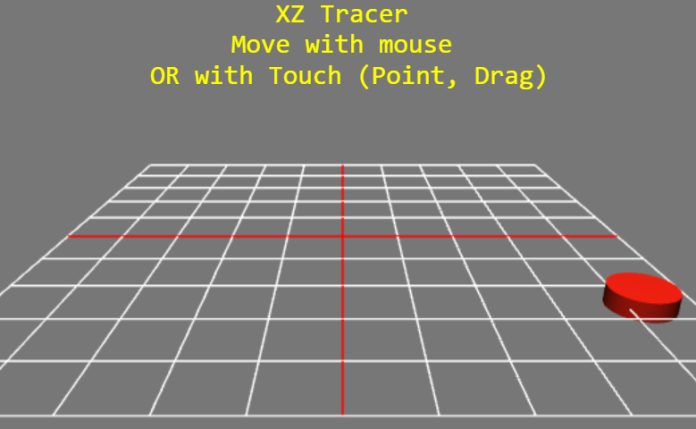 XZ Tracer
Move with mouse
OR with Touch (Point, Drag)